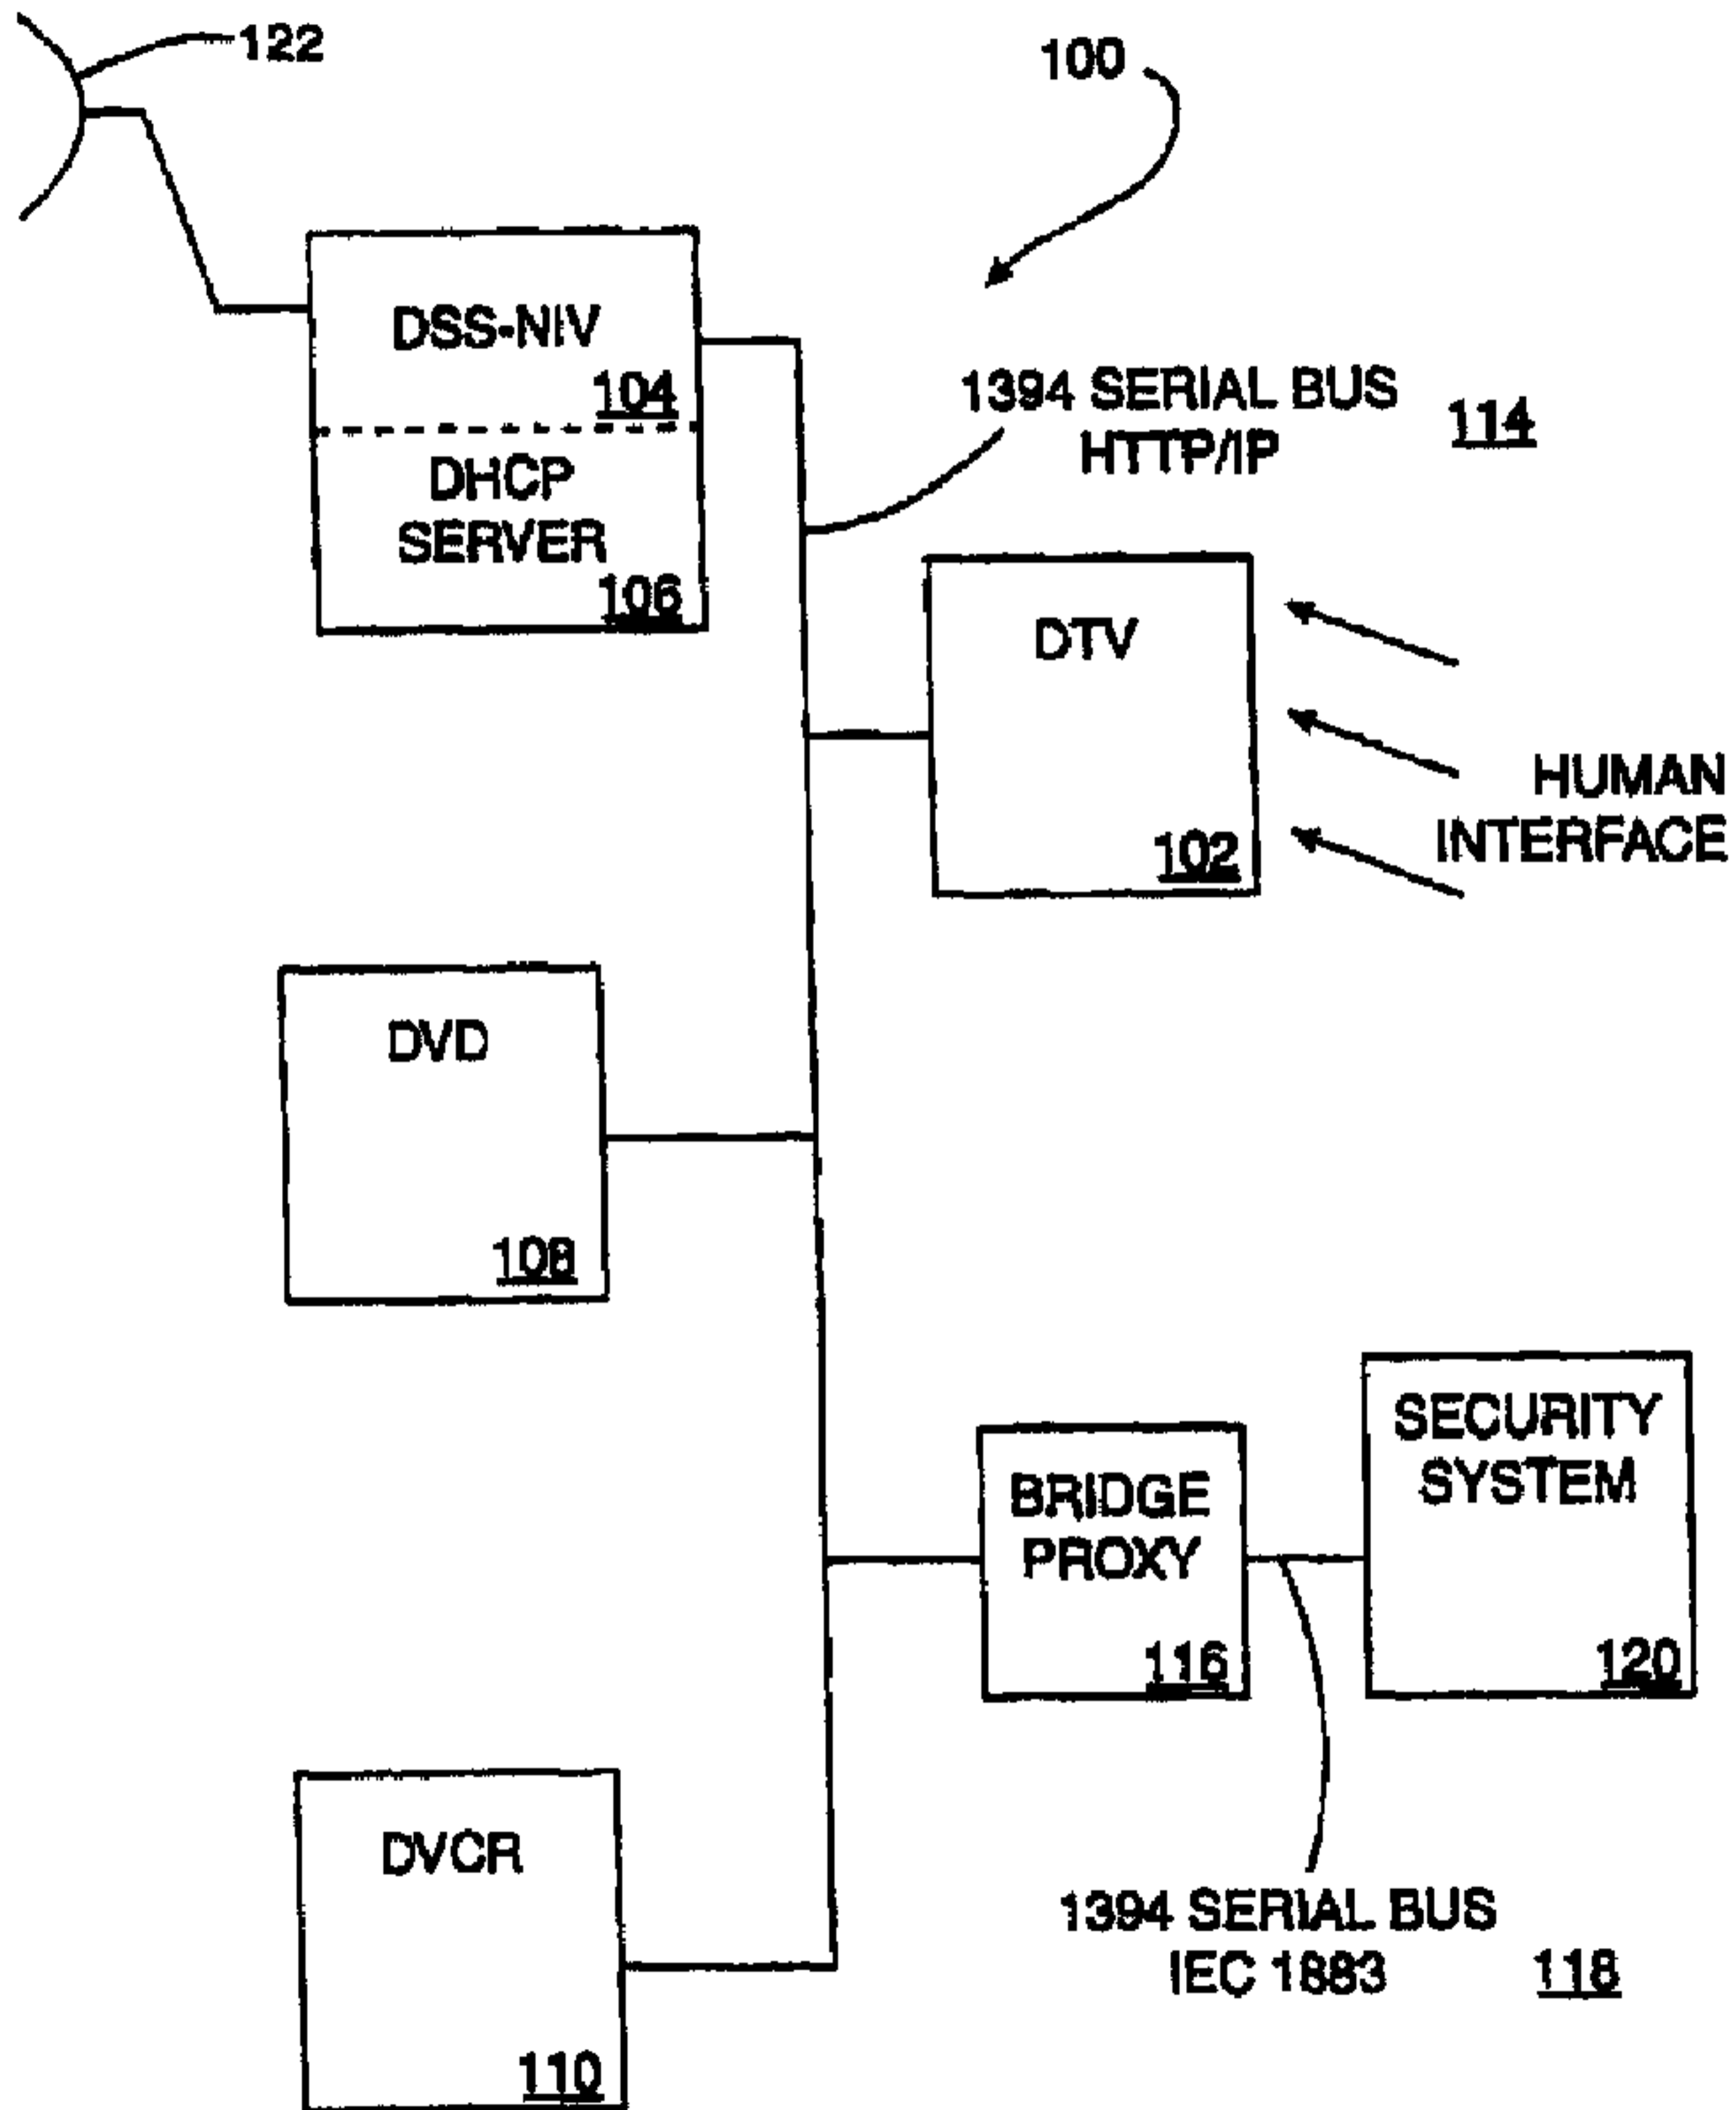 122
100
DSS-NIV
104
DHCP
SERVER
106
1394 SERIAL BUS
HTTP/IP
114
DTV
102
HUMAN
INTERFACE
DVD
108
SECURITY
SYSTEM
120
BRIDGE
PROXY
116
1394 SERIAL BUS
IEC 1883
118
DVCR
110